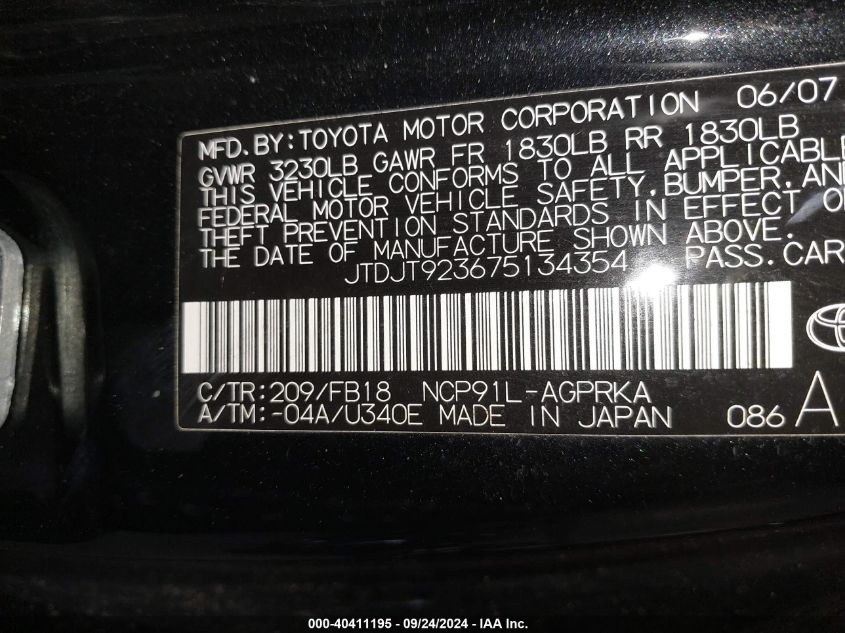 MFD. BY: TOYOTA MOTOR CORPORATION 06/07
GVWR 3230LB GAWR FR 1830LB RR 1830LB
THIS VEHICLE CONFORMS TO ALL APPLICABLE
FEDERAL MOTOR VEHICLE SAFETY, BUMPER, AND
THEFT PREVENTION STANDARDS IN EFFECT O
THE DATE OF MANUFACTURE SHOWN ABOVE.
JTDJT923675134354 PASS. CAR
C/TR: 209/FB18 NCP91L-AGPRKA
A/TM: -04A/U340E MADE IN JAPAN 086 A
000-40411195 - 09/24/2024 - © IAA Inc.